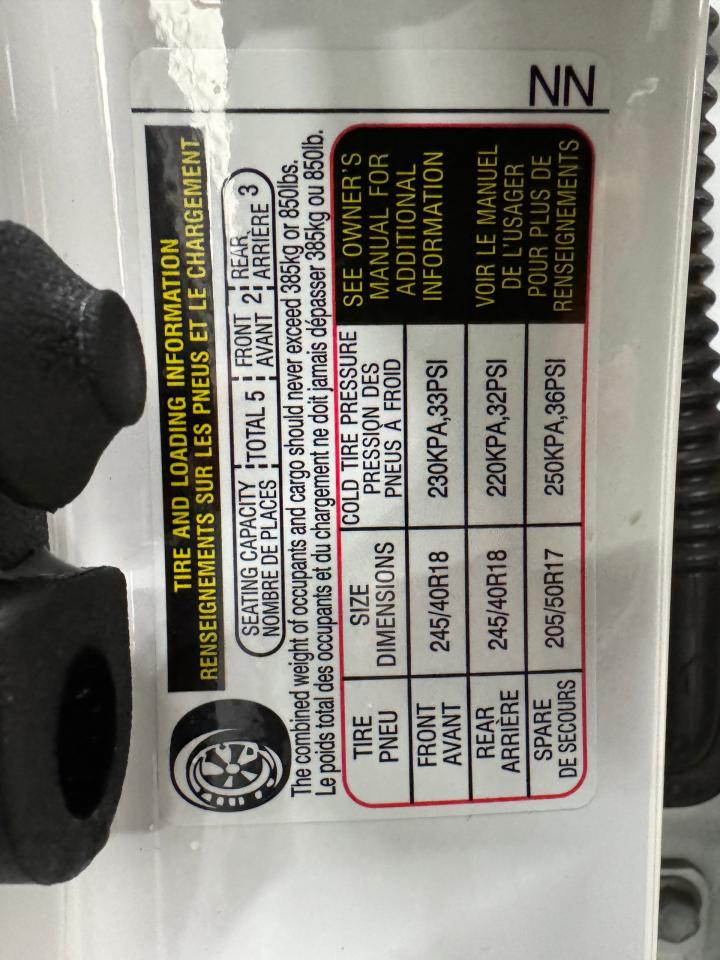 NN
TIRE AND LOADING INFORMATION
RENSEIGNEMENTS SUR LES PNEUS ET LE CHARGEMENT
SEATING CAPACITY TOTAL 5 FRONT 2 REAR 3
NOMBRE DE PLACES AVANT ARRIÈRE
The combined weight of occupants and cargo should never exceed 385kg or 850lbs.
Le poids total des occupants et du chargement ne doit jamais dépasser 385kg ou 850lb.
TIRE SIZE COLD TIRE PRESSURE
PNEU DIMENSIONS PRESSION DES
PNEUS À FROID
FRONT 245/40R18 230KPA,33PSI
AVANT
REAR 245/40R18 220KPA,32PSI
ARRIÈRE
SPARE 205/50R17 250KPA,36PSI
DE SECOURS
SEE OWNER'S
MANUAL FOR
ADDITIONAL
INFORMATION
VOIR LE MANUEL
DE L'USAGER
POUR PLUS DE
RENSEIGNEMENTS